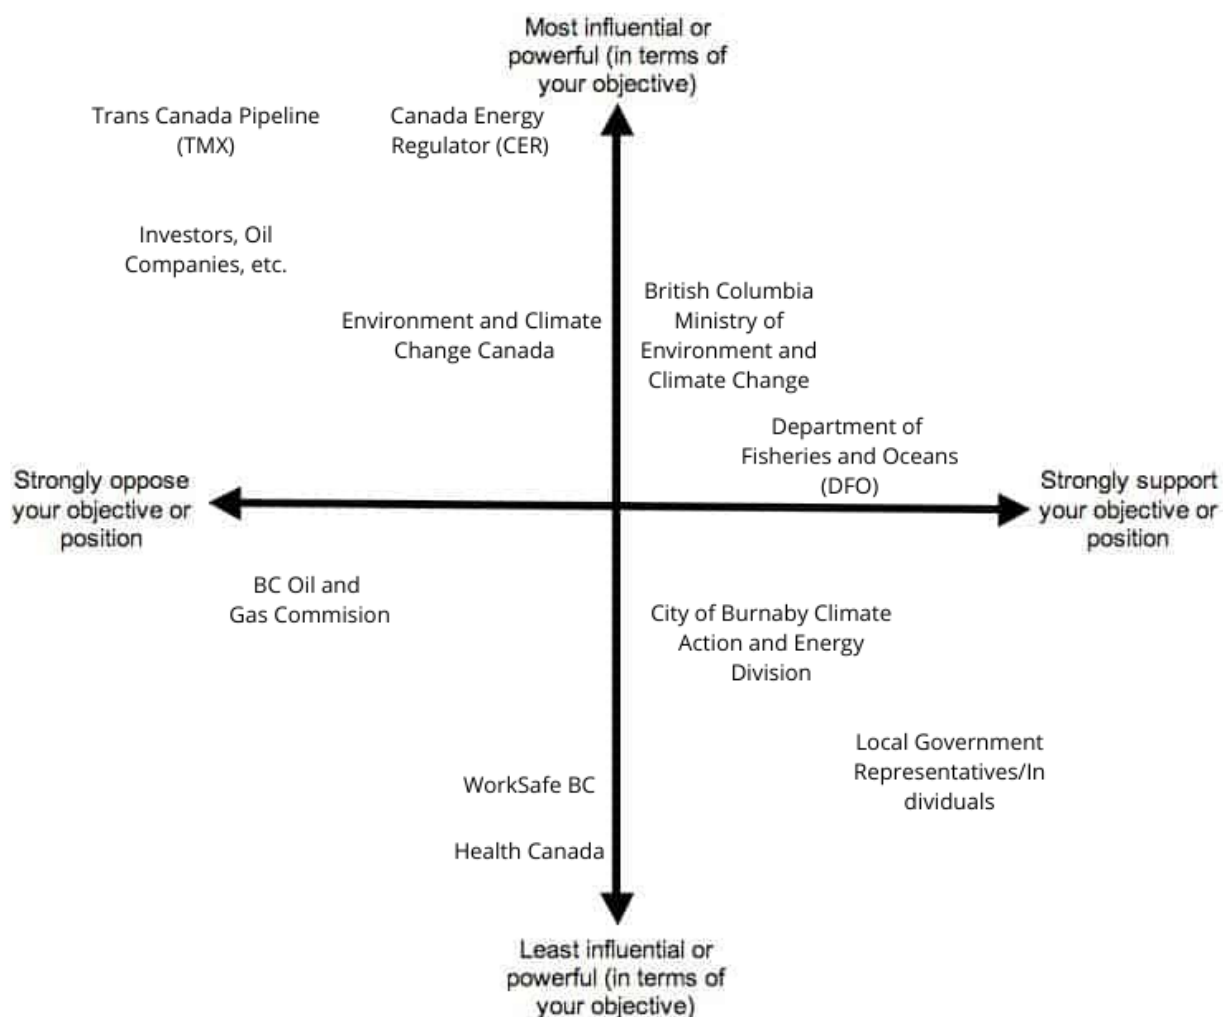 Most influential or
powerful (in terms of
your objective)
Trans Canada Pipeline
(TMX)
Canada Energy
Regulator (CER)
Investors, Oil
Companies, etc.
Environment and Climate
Change Canada
British Columbia
Ministry of
Environment and
Climate Change
Department of
Fisheries and Oceans
(DFO)
Strongly oppose
your objective or
position
Strongly support
your objective or
position
BC Oil and
Gas Commision
City of Burnaby Climate
Action and Energy
Division
Local Government
Representatives/In
dividuals
WorkSafe BC
Health Canada
Least influential or
powerful (in terms of
your objective)